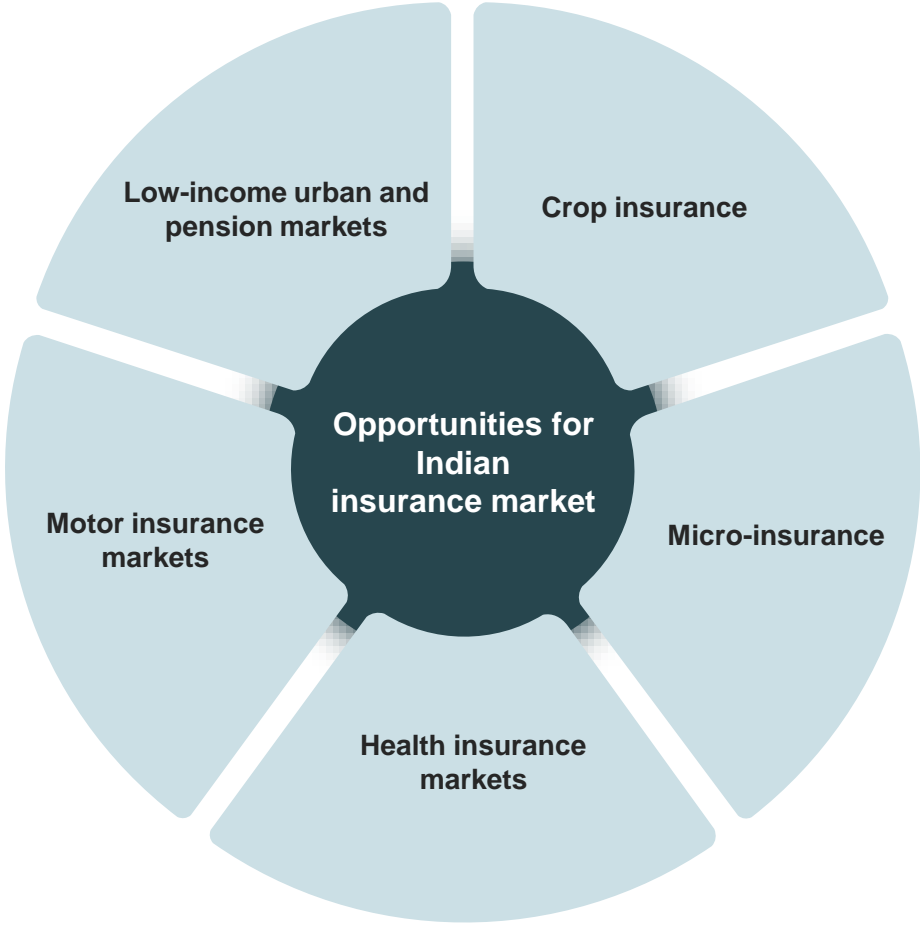 Low-income urban and
pension markets
Crop insurance
Opportunities for
Indian
insurance market
Motor insurance
markets
Micro-insurance
Health insurance
markets